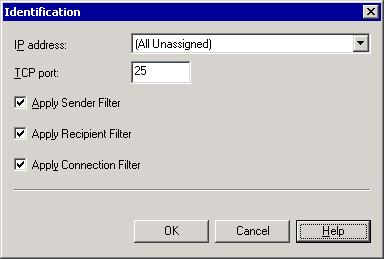 Identification
IP address: (All Unassigned)
TCP port: 25
Apply Sender Filter
Apply Recipient Filter
Apply Connection Filter
OK Cancel Help